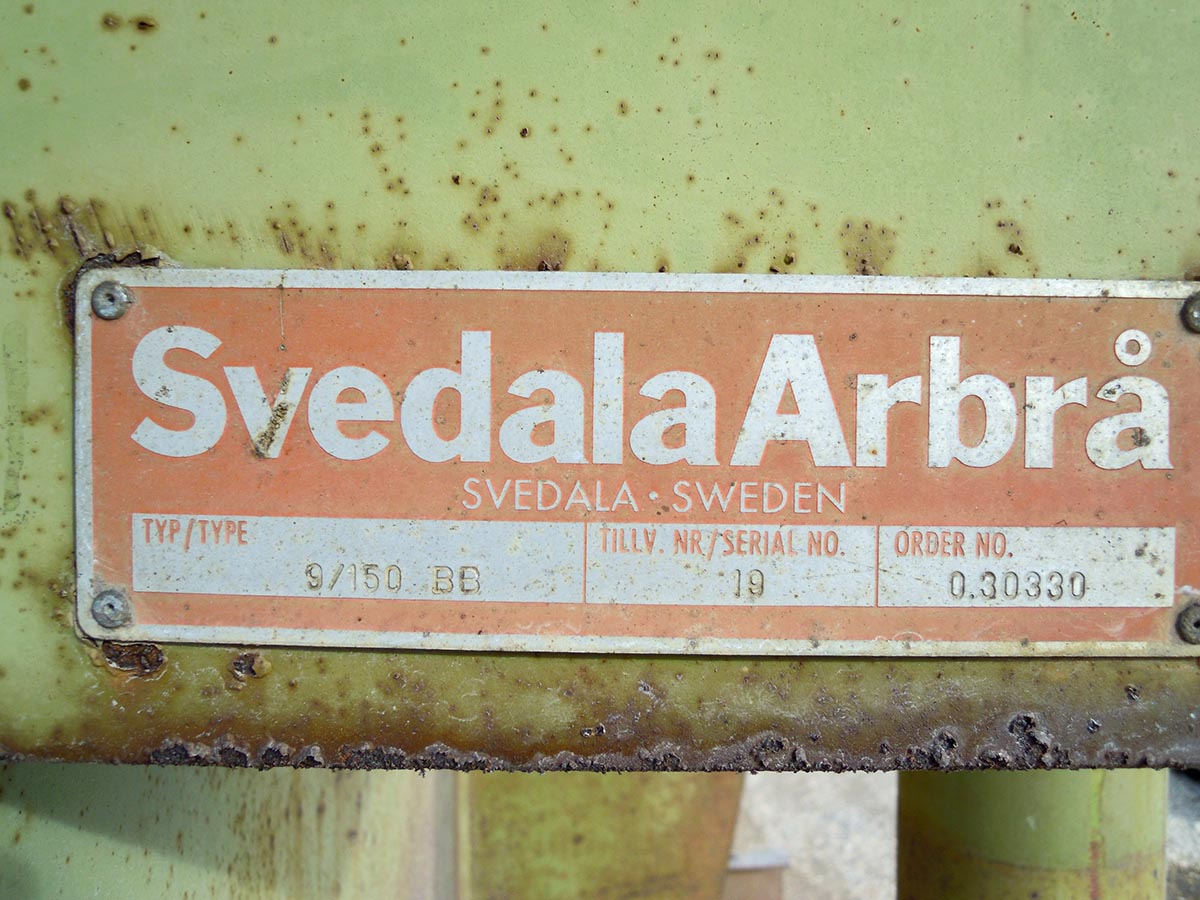 SvedalaArbrå
SVEDALA · SWEDEN
TYP/TYPE TILLV. NR/SERIAL NO. ORDER NO.
9/150 BB 19 0.30330